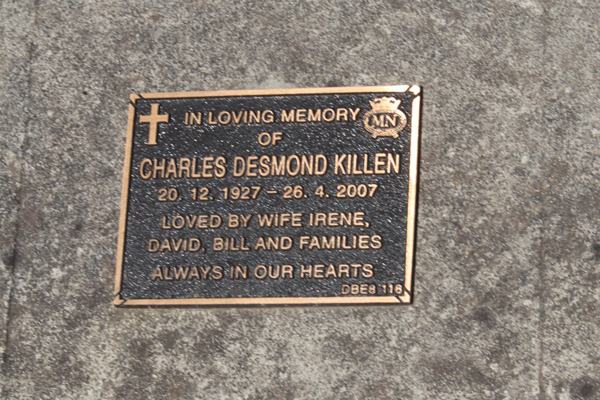 IN LOVING MEMORY
MN
OF
CHARLES DESMOND KILLEN
20. 12. 1927 - 26. 4. 2007
LOVED BY WIFE IRENE,
DAVID, BILL AND FAMILIES
ALWAYS IN OUR HEARTS
DBE8 116